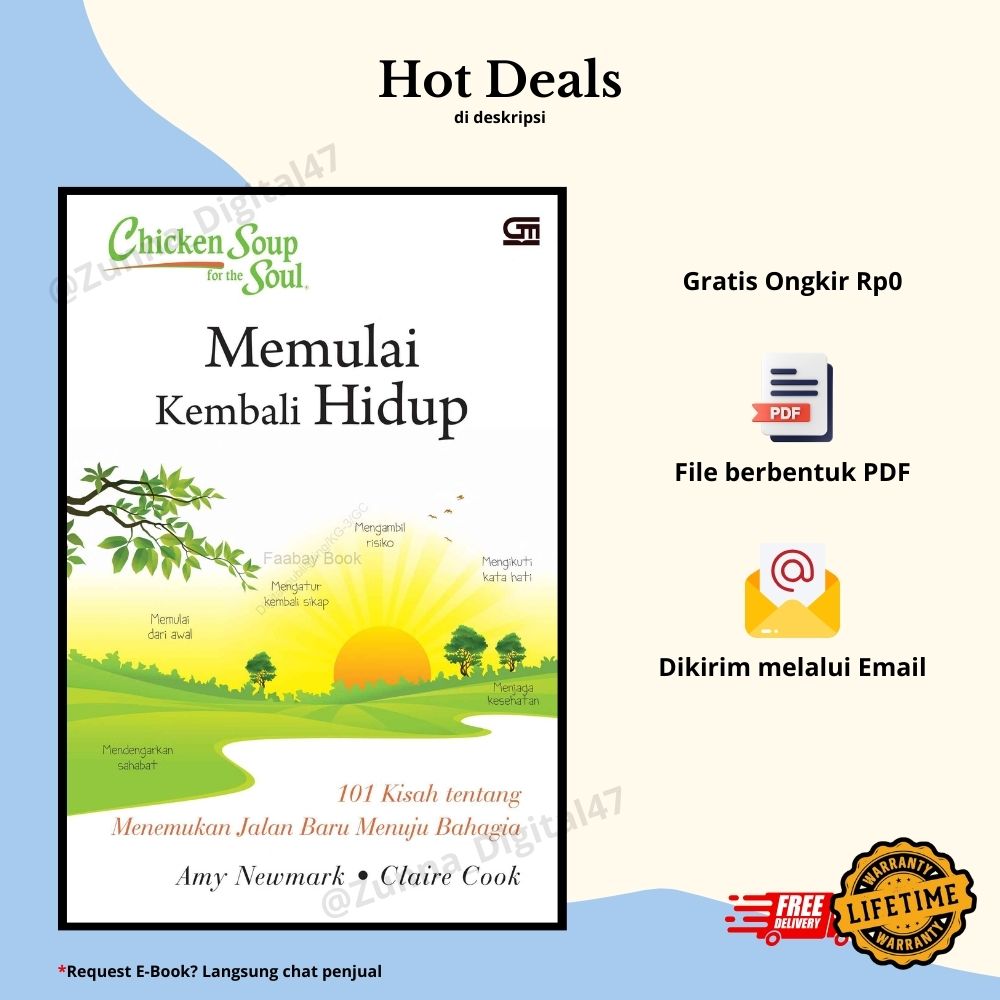 Hot Deals
di deskripsi
@Zunna_Digital47
Chicken Soup
for the Soul
GM
Memulai
Kembali Hidup
Mengambil
risiko
Faabay Book
Mengikuti
kata hati
Mengatur
kembali sikap
Memulai
dari awal
Menjaga
kesehatan
Mendengarkan
sahabat
101 Kisah tentang
Menemukan Jalan Baru Menuju Bahagia
Amy Newmark • Claire Cook
@Zunna_Digital47
Gratis Ongkir Rp0
PDF
File berbentuk PDF
@
Dikirim melalui Email
FREE
DELIVERY
WARRANTY
LIFETIME
WARRANTY
*Request E-Book? Langsung chat penjual